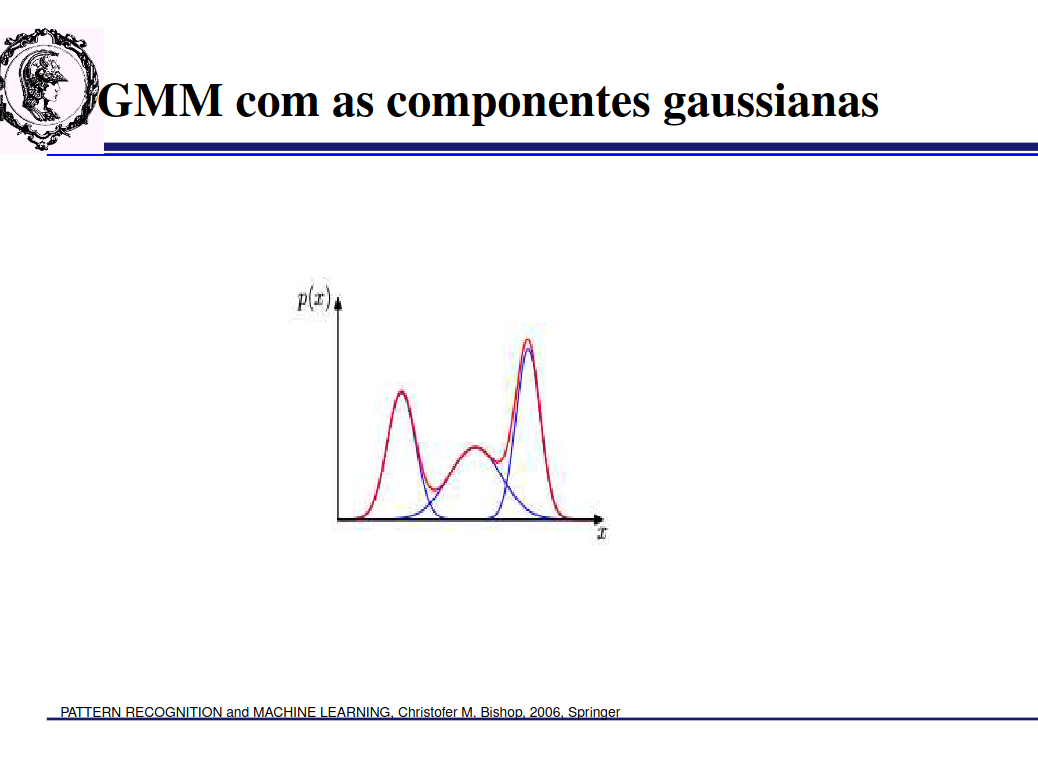 GMM com as componentes gaussianas
p(x)
x
PATTERN RECOGNITION and MACHINE LEARNING, Christofer M. Bishop, 2006, Springer